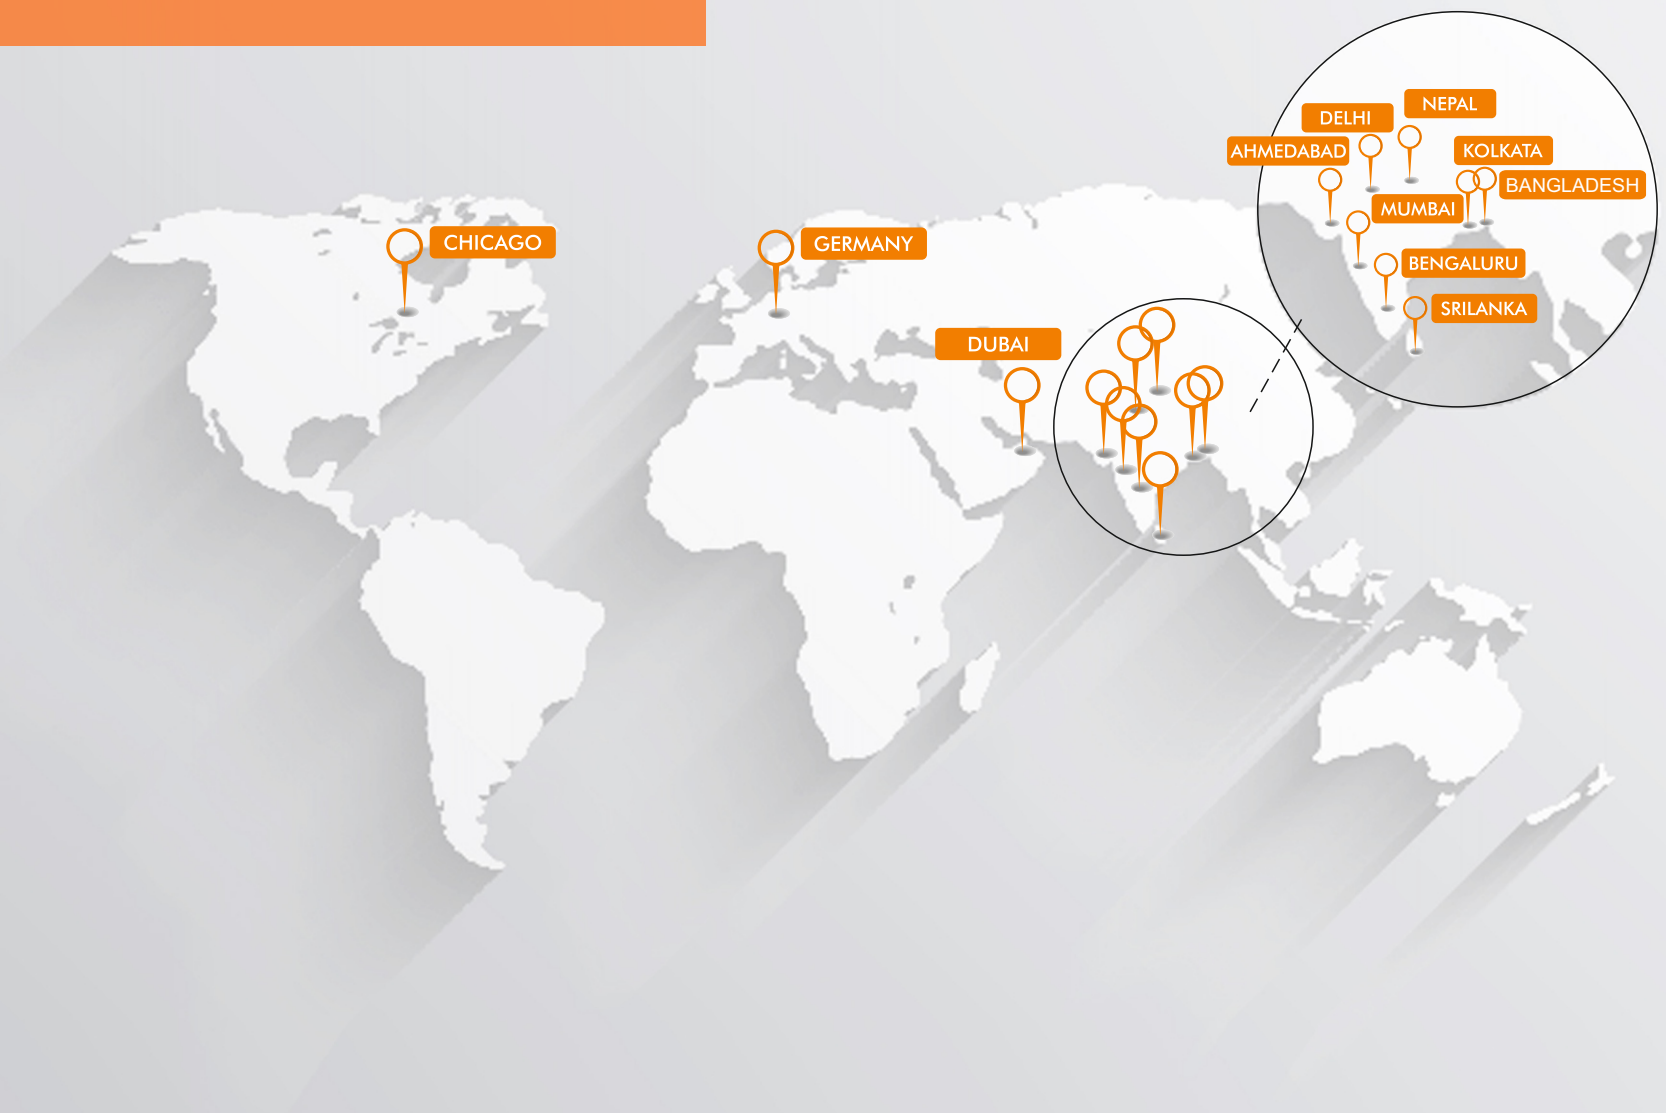 NEPAL
DELHI
AHMEDABAD
KOLKATA
BANGLADESH
MUMBAI
CHICAGO
GERMANY
BENGALURU
SRILANKA
DUBAI